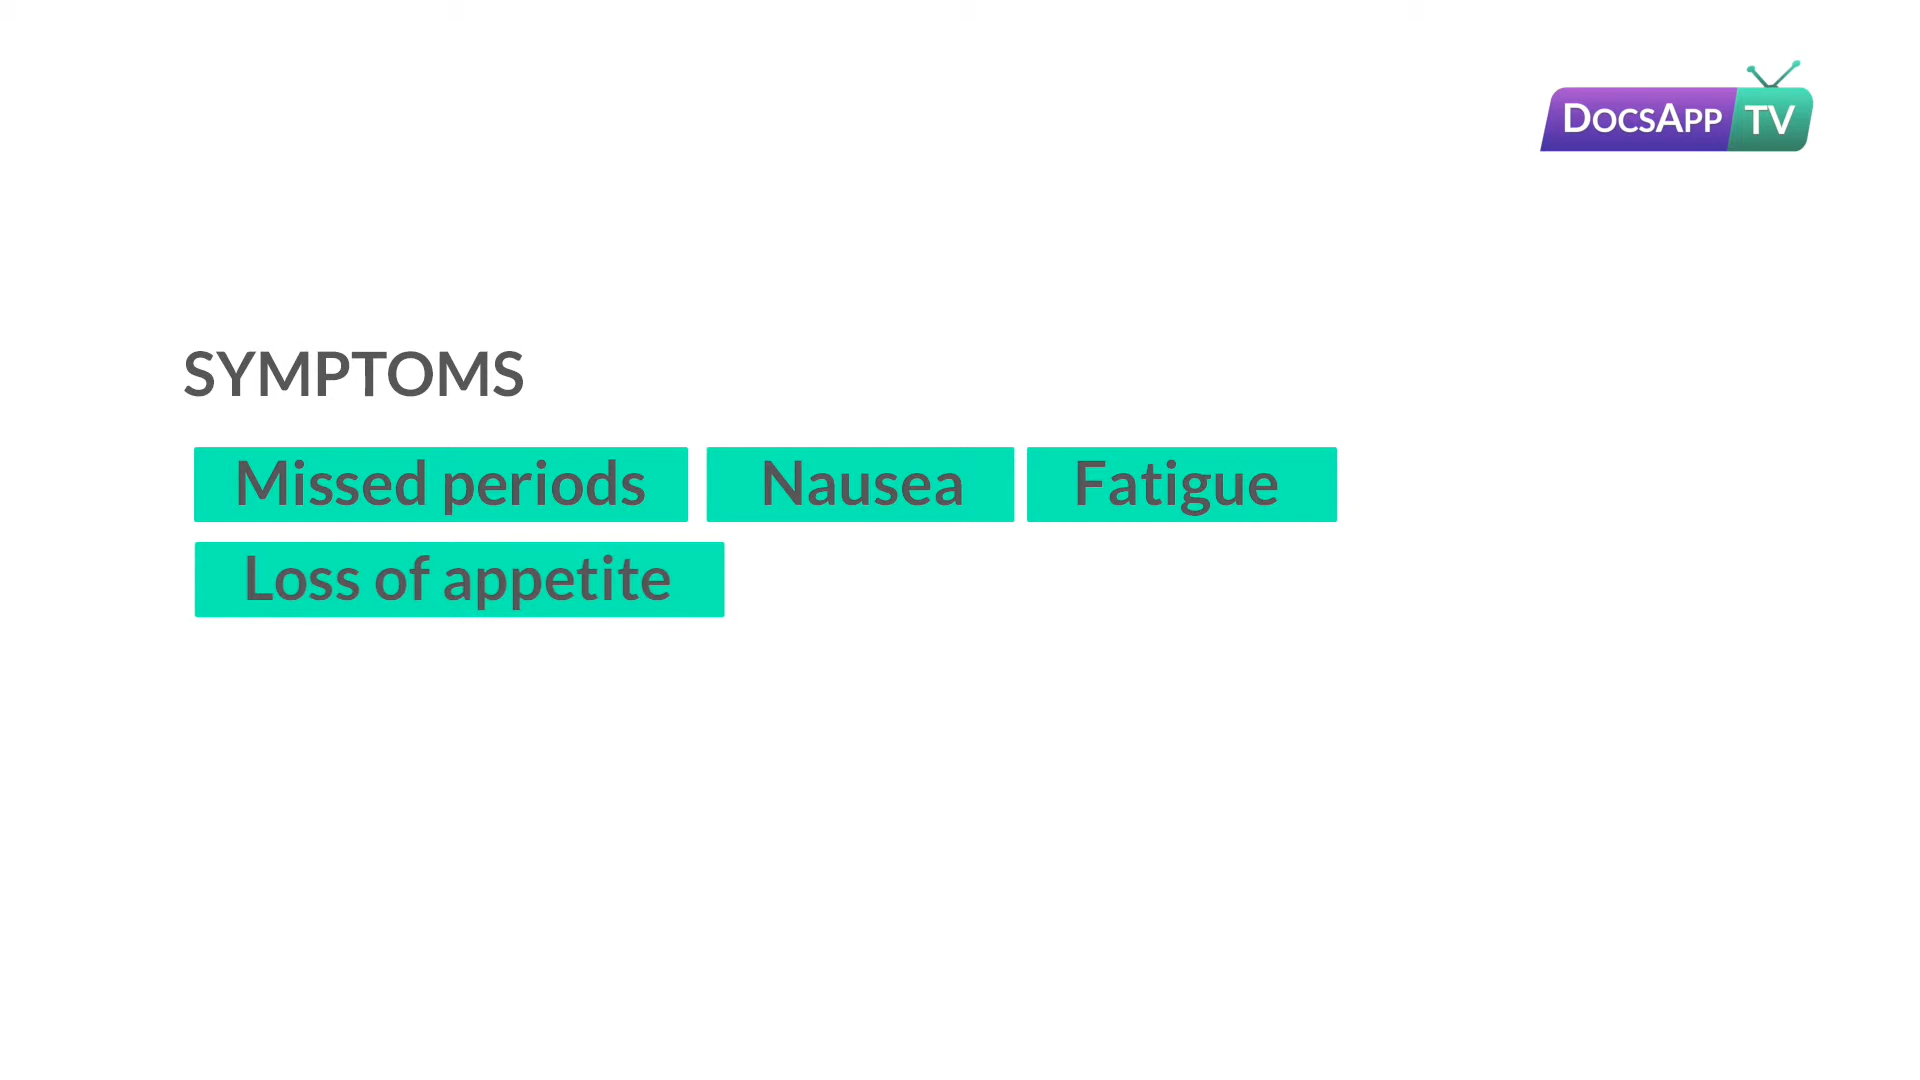 DOCSAPP TV
SYMPTOMS
Missed periods Nausea Fatigue
Loss of appetite